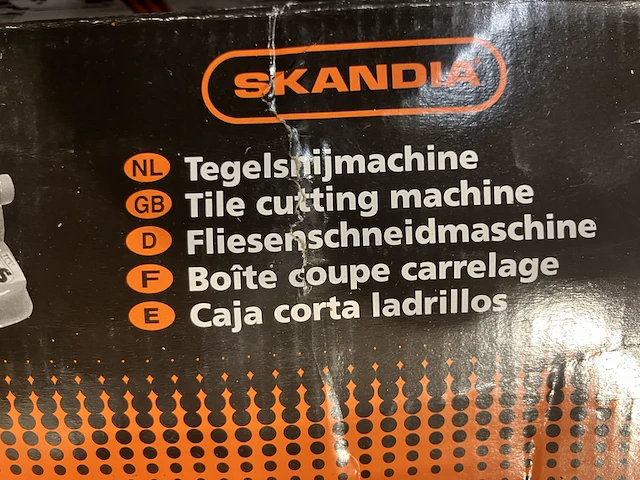 SKANDIA
NL Tegelsnijmachine
GB Tile cutting machine
D Fliesenschneidmaschine
F Boîte coupe carrelage
E Caja corta ladrillos